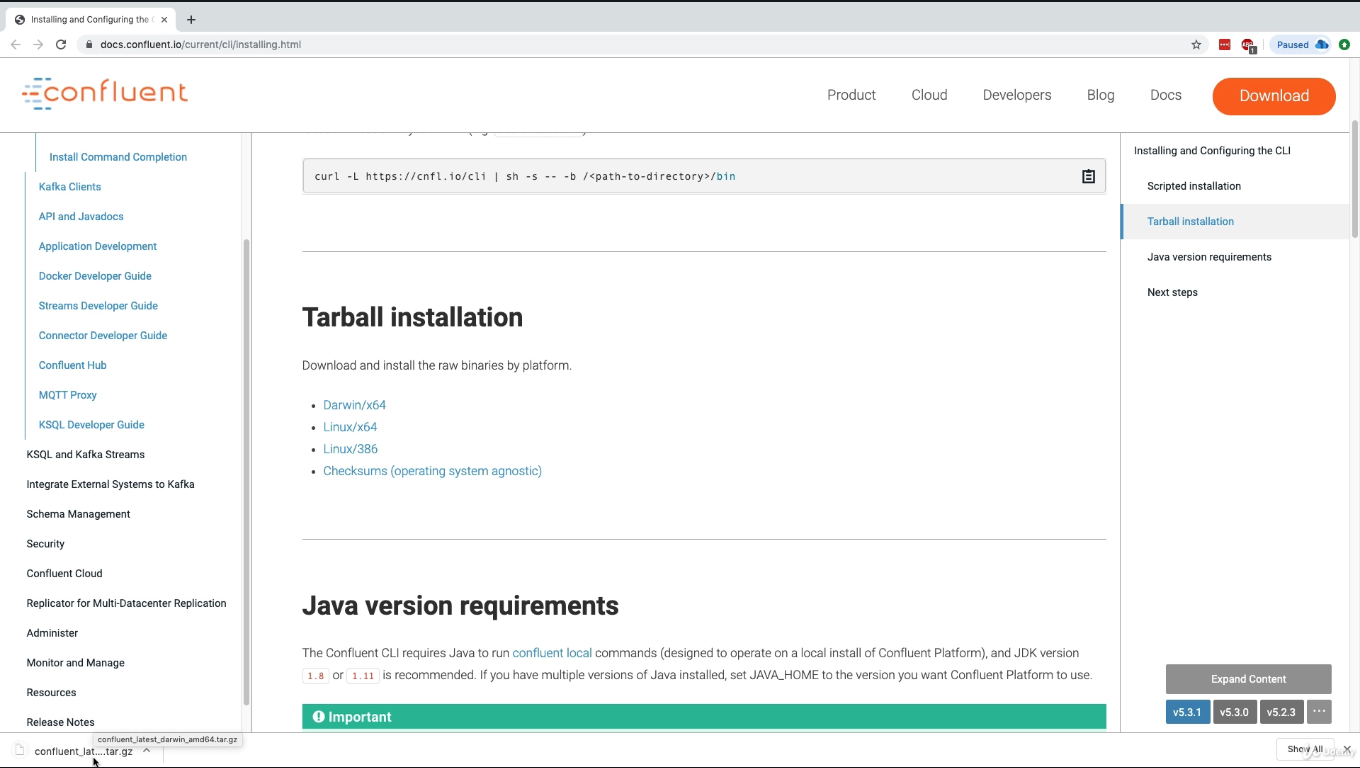 Installing and Configuring the
docs.confluent.io/current/cli/installing.html
Paused
1
confluent
Product
Cloud
Developers
Blog
Docs
Download
Install Command Completion
Kafka Clients
API and Javadocs
Application Development
Docker Developer Guide
Streams Developer Guide
Connector Developer Guide
Confluent Hub
MQTT Proxy
KSQL Developer Guide
KSQL and Kafka Streams
Integrate External Systems to Kafka
Schema Management
Security
Confluent Cloud
Replicator for Multi-Datacenter Replication
Administer
Monitor and Manage
Resources
Release Notes
curl -L https://cnfl.io/cli | sh -s -- -b /<path-to-directory>/bin
Tarball installation
Download and install the raw binaries by platform.
Darwin/x64
Linux/x64
Linux/386
Checksums (operating system agnostic)
Java version requirements
The Confluent CLI requires Java to run confluent local commands (designed to operate on a local install of Confluent Platform), and JDK version
1.8 or 1.11 is recommended. If you have multiple versions of Java installed, set JAVA_HOME to the version you want Confluent Platform to use.
Important
Installing and Configuring the CLI
Scripted installation
Tarball installation
Java version requirements
Next steps
Expand Content
v5.3.1 v5.3.0 v5.2.3 ...
confluent_latest_darwin_amd64.tar.gz
confluent_lat....tar.gz
Show All
Udemy